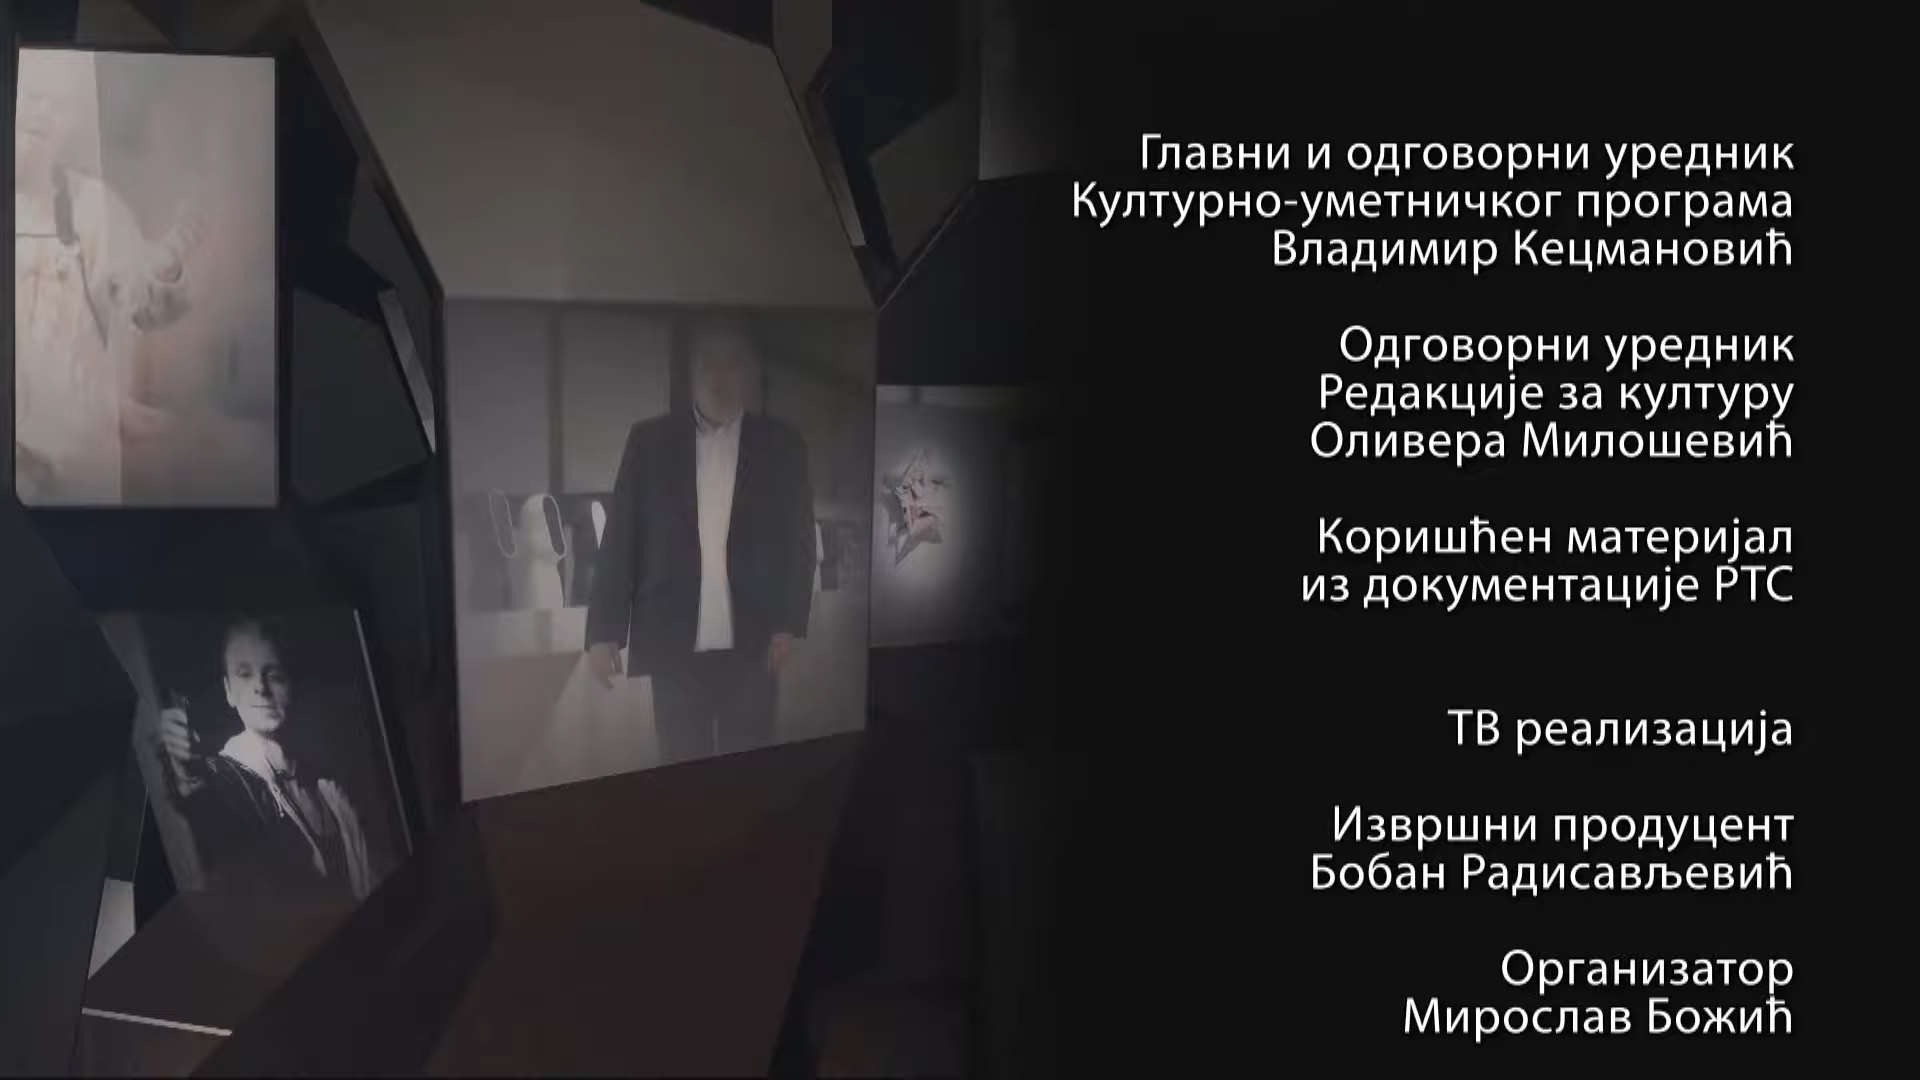 Главни и одговорни уредник
Културно-уметничког програма
Владимир Кецмановић
Одговорни уредник
Редакције за културу
Оливера Милошевић
Коришћен материјал
из документације РТС
ТВ реализација
Извршни продуцент
Бобан Радисављевић
Организатор
Мирослав Божић